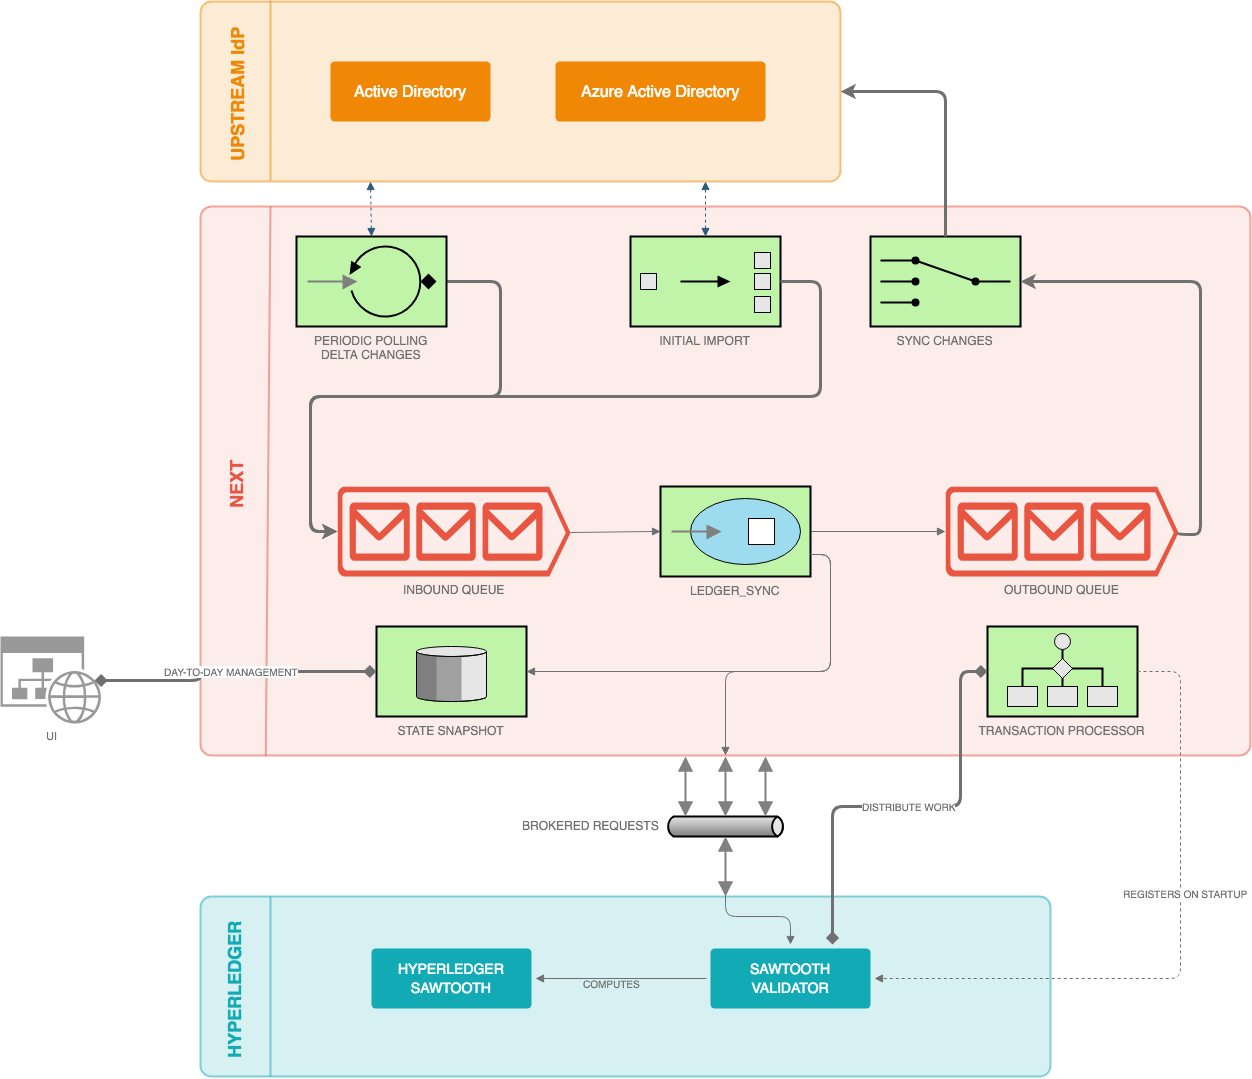 UPSTREAM IdP
Active Directory
Azure Active Directory
NEXT
PERIODIC POLLING
DELTA CHANGES
INITIAL IMPORT
SYNC CHANGES
INBOUND QUEUE
LEDGER_SYNC
OUTBOUND QUEUE
DAY-TO-DAY MANAGEMENT
UI
STATE SNAPSHOT
TRANSACTION PROCESSOR
DISTRIBUTE WORK
BROKERED REQUESTS
REGISTERS ON STARTUP
HYPERLEDGER
HYPERLEDGER
SAWTOOTH
COMPUTES
SAWTOOTH
VALIDATOR